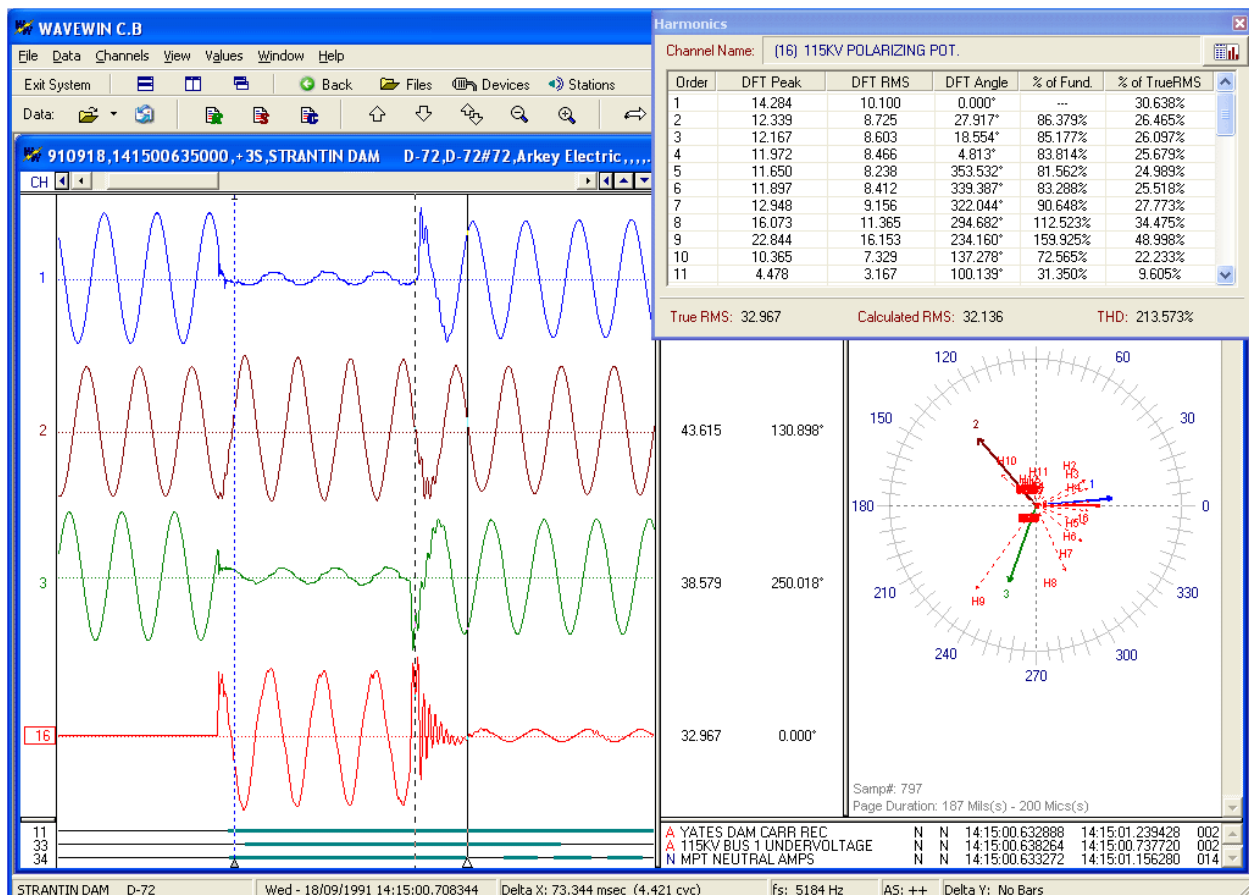 WAVEWIN C.B
File Data Channels View Values Window Help
Exit System Back Files Devices Stations
Data:
910918,141500635000,+3S,STRANTIN DAM D-72,D-72#72,Arkey Electric,,,,..
CH
1
2
3
16
11
33
34
Harmonics
Channel Name: (16) 115KV POLARIZING POT.
Order DFT Peak DFT RMS DFT Angle % of Fund. % of TrueRMS
1 14.284 10.100 0.000° --- 30.638%
2 12.339 8.725 27.917° 86.379% 26.465%
3 12.167 8.603 18.554° 85.177% 26.097%
4 11.972 8.466 4.813° 83.814% 25.679%
5 11.650 8.238 353.532° 81.562% 24.989%
6 11.897 8.412 339.387° 83.288% 25.518%
7 12.948 9.156 322.044° 90.648% 27.773%
8 16.073 11.365 294.682° 112.523% 34.475%
9 22.844 16.153 234.160° 159.925% 48.998%
10 10.365 7.329 137.278° 72.565% 22.233%
11 4.478 3.167 100.139° 31.350% 9.605%
True RMS: 32.967 Calculated RMS: 32.136 THD: 213.573%
43.615 130.898°
38.579 250.018°
32.967 0.000°
120 60
150 30
180 0
210 330
240 300
270
2
H10
H11
H2
H3
H4
1
16
H5
H6
H7
H8
H9
3
Samp#: 797
Page Duration: 187 Mils(s) - 200 Mics(s)
A YATES DAM CARR REC N N 14:15:00.632888 14:15:01.239428 002
A 115KV BUS 1 UNDERVOLTAGE N N 14:15:00.638264 14:15:00.737720 002
N MPT NEUTRAL AMPS N N 14:15:00.633272 14:15:01.156280 014
STRANTIN DAM D-72 Wed - 18/09/1991 14:15:00.708344 Delta X: 73.344 msec (4.421 cyc) fs: 5184 Hz AS: ++ Delta Y: No Bars